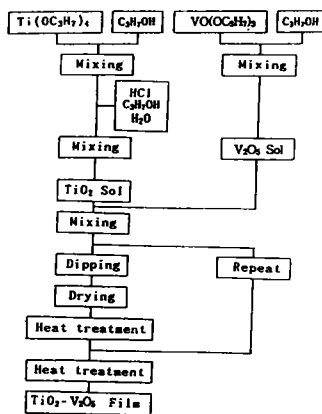 Ti(OC₃H₇)₄ C₃H₇OH VO(OC₂H₅)₃ C₃H₇OH
Mixing Mixing
HCl
C₃H₇OH
H₂O
Mixing V₂O₅ Sol
TiO₂ Sol
Mixing
Dipping Repeat
Drying
Heat treatment
Heat treatment
TiO₂-V₂O₅ Film